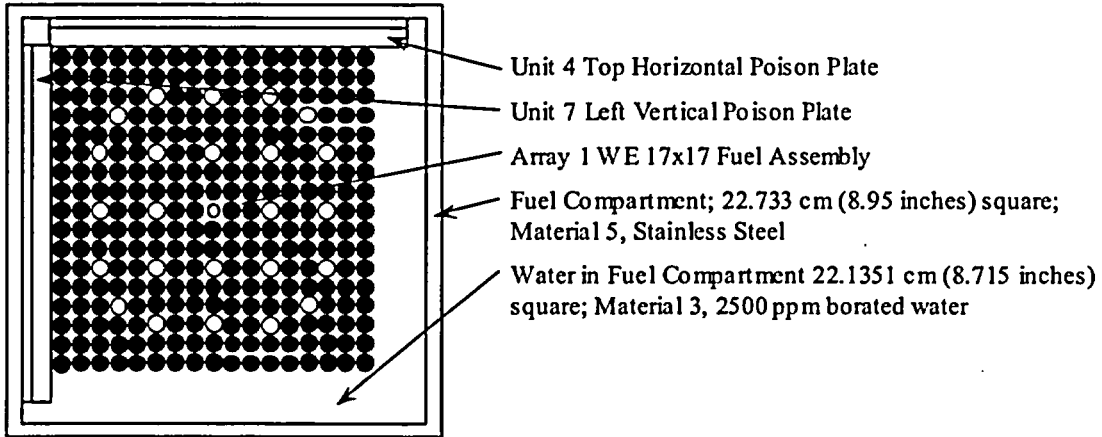 Unit 4 Top Horizontal Poison Plate
Unit 7 Left Vertical Poison Plate
Array 1 WE 17x17 Fuel Assembly
Fuel Compartment; 22.733 cm (8.95 inches) square;
Material 5, Stainless Steel
Water in Fuel Compartment 22.1351 cm (8.715 inches)
square; Material 3, 2500 ppm borated water